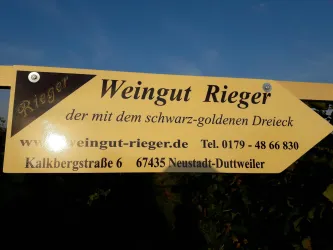 Rieger
Weingut Rieger
der mit dem schwarz-goldenen Dreieck
www.weingut-rieger.de Tel. 0179 - 48 66 830
Kalkbergstraße 6 67435 Neustadt-Duttweiler